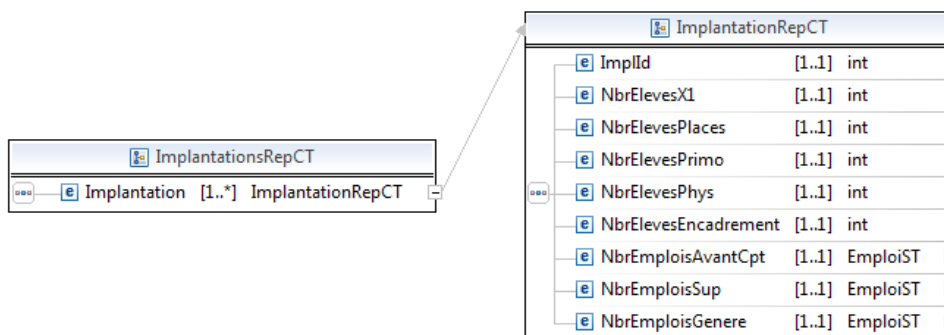 ImplantationsRepCT
e Implantation [1..*] ImplantationRepCT
ImplantationRepCT
e ImplId [1..1] int
e NbrElevesX1 [1..1] int
e NbrElevesPlaces [1..1] int
e NbrElevesPrimo [1..1] int
e NbrElevesPhys [1..1] int
e NbrElevesEncadrement [1..1] int
e NbrEmploisAvantCpt [1..1] EmploiST
e NbrEmploisSup [1..1] EmploiST
e NbrEmploisGenere [1..1] EmploiST